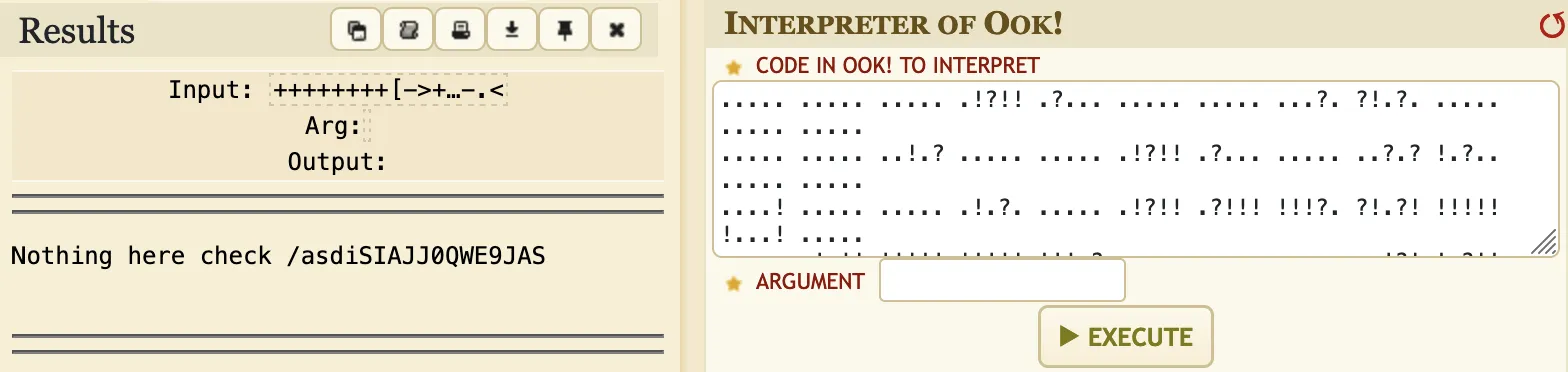 Results
Input: ++++++++[->+…-.<
Arg:
Output:
Nothing here check /asdiSIAJJ0QWE9JAS
INTERPRETER OF OOK!
CODE IN OOK! TO INTERPRET
..... ..... ..... .!?!! .?... ..... ..... ...?. ?!.?. .....
..... .....
..... ..... ..!.? ..... ..... .!?!! .?... ..... ..?.? !.?..
..... .....
....! ..... ..... .!.?. ..... .!?!! .?!!! !!!?. ?!.?! !!!!!
!...! .....
ARGUMENT
EXECUTE